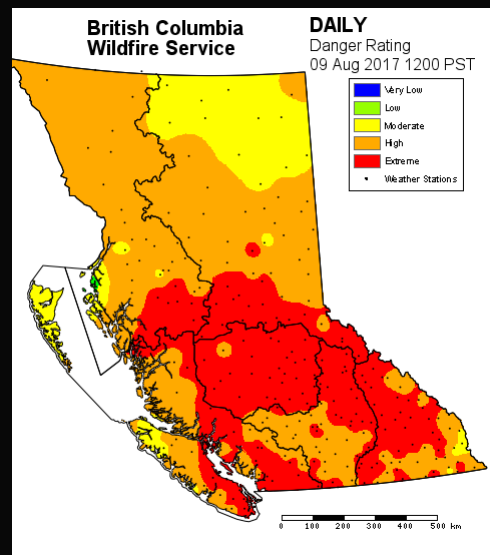 British Columbia
Wildfire Service
DAILY
Danger Rating
09 Aug 2017 1200 PST
Very Low
Low
Moderate
High
Extreme
Weather Stations
0 100 200 300 400 500 km